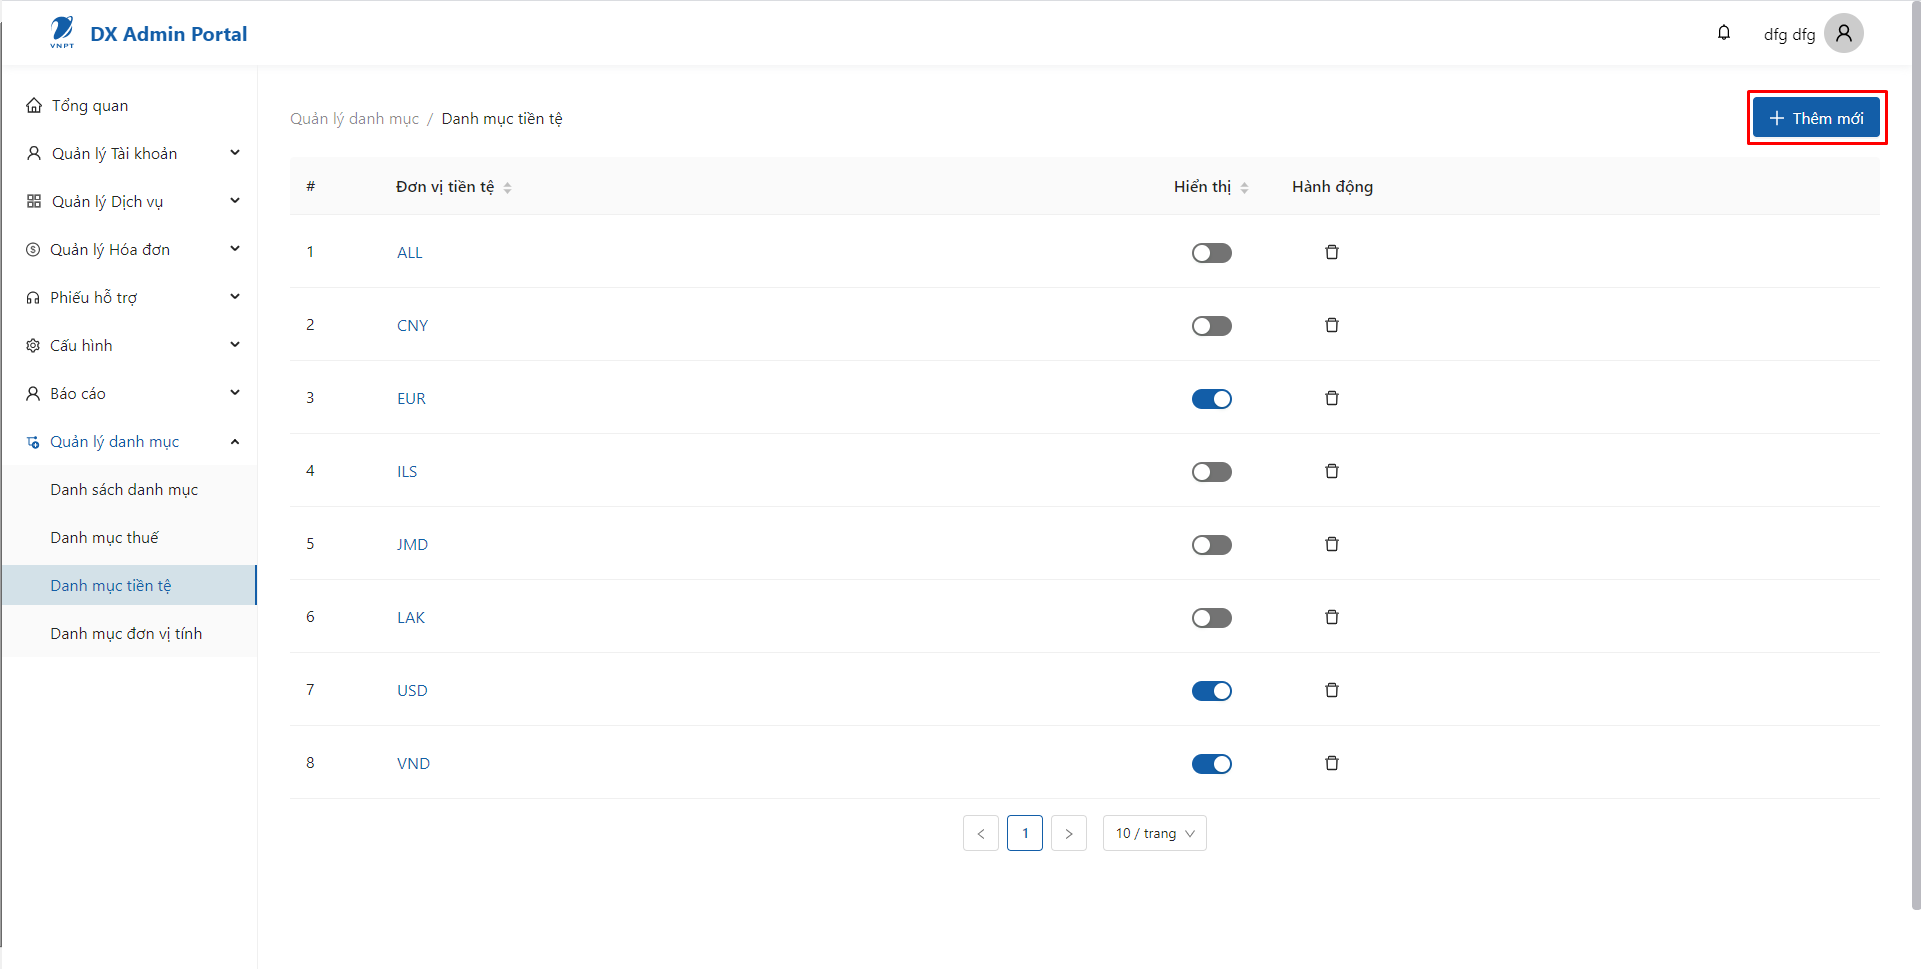 VNPT
DX Admin Portal
dfg dfg
Tổng quan
Quản lý Tài khoản
Quản lý Dịch vụ
Quản lý Hóa đơn
Phiếu hỗ trợ
Cấu hình
Báo cáo
Quản lý danh mục
Danh sách danh mục
Danh mục thuế
Danh mục tiền tệ
Danh mục đơn vị tính
Quản lý danh mục / Danh mục tiền tệ
Thêm mới
# Đơn vị tiền tệ Hiển thị Hành động
1 ALL
2 CNY
3 EUR
4 ILS
5 JMD
6 LAK
7 USD
8 VND
< 1 > 10 / trang